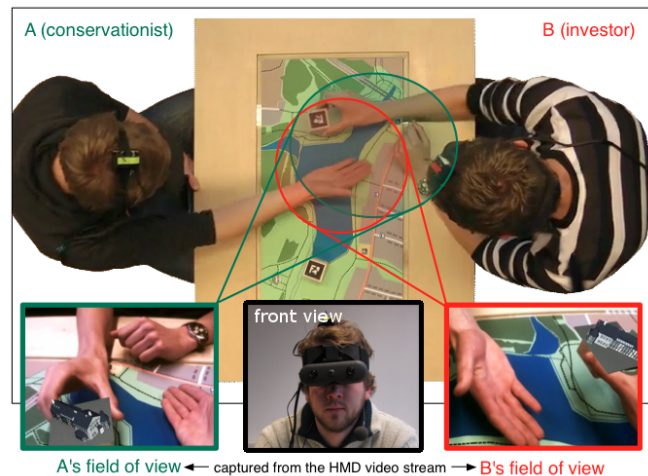 A (conservationist)
B (investor)
front view
A's field of view
captured from the HMD video stream
B's field of view